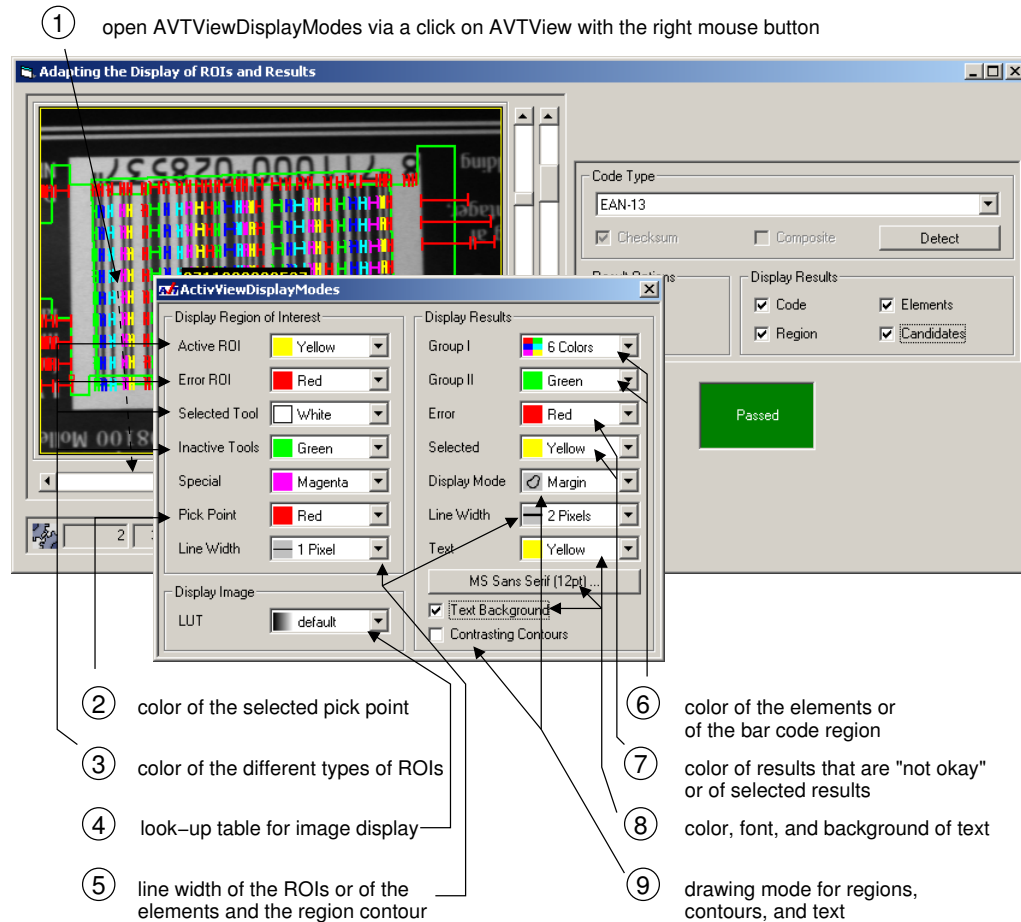 1 open AVTViewDisplayModes via a click on AVTView with the right mouse button
Adapting the Display of ROIs and Results
Code Type
EAN-13
Checksum Composite Detect
Display Results
Code Elements
Region Candidates
Passed
2
ActivViewDisplayModes
Display Region of Interest
Active ROI Yellow
Error ROI Red
Selected Tool White
Inactive Tools Green
Special Magenta
Pick Point Red
Line Width 1 Pixel
Display Image
LUT default
Display Results
Group I 6 Colors
Group II Green
Error Red
Selected Yellow
Display Mode Margin
Line Width 2 Pixels
Text Yellow
MS Sans Serif (12pt) ...
Text Background
Contrasting Contours
2 color of the selected pick point
3 color of the different types of ROIs
4 look−up table for image display
5 line width of the ROIs or of the
elements and the region contour
6 color of the elements or
of the bar code region
7 color of results that are "not okay"
or of selected results
8 color, font, and background of text
9 drawing mode for regions,
contours, and text